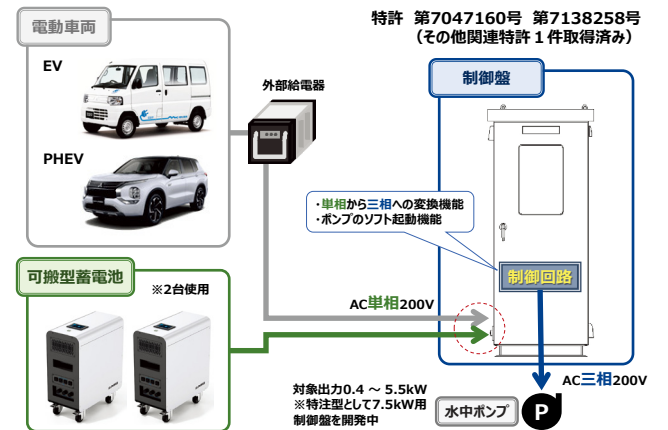 特許 第7047160号 第7138258号
(その他関連特許1件取得済み)
電動車両
EV
PHEV
外部給電器
制御盤
・単相から三相への変換機能
・ポンプのソフト起動機能
制御回路
可搬型蓄電池
※2台使用
AC単相200V
AC三相200V
対象出力0.4 ～ 5.5kW
※特注型として7.5kW用
制御盤を開発中
水中ポンプ
P